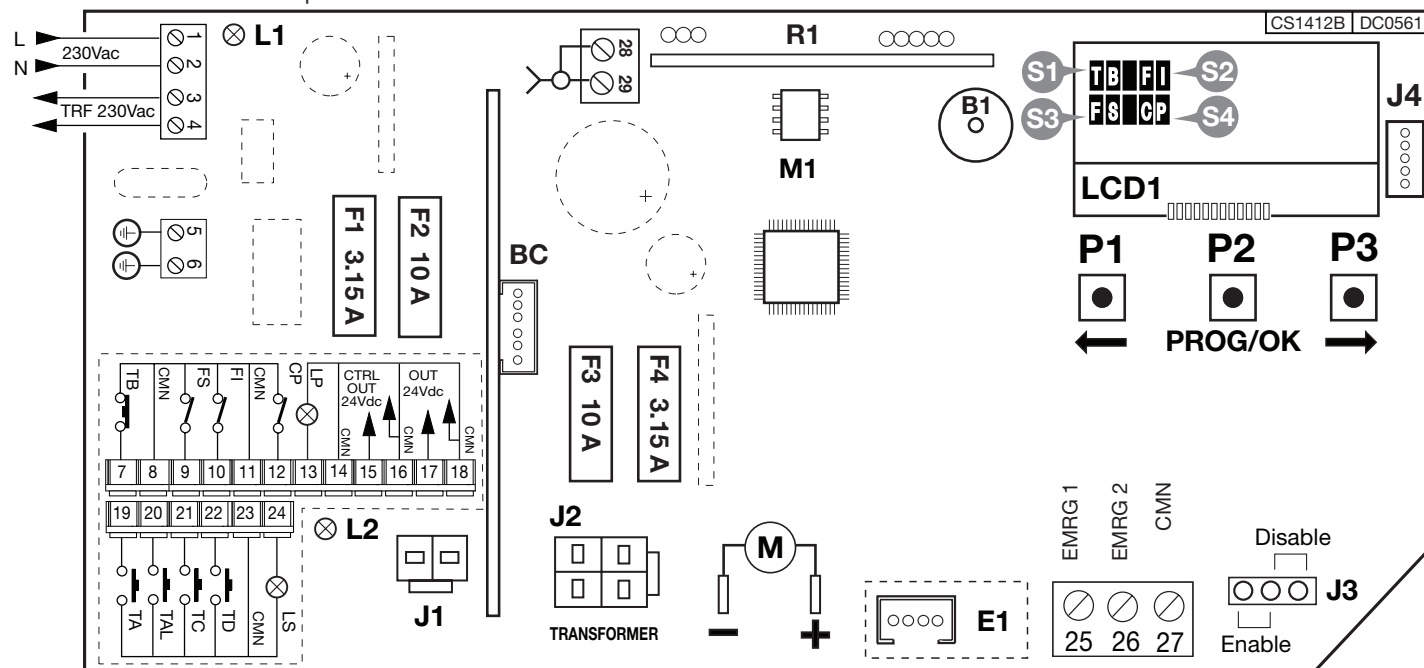 CS1412B DC0561
L 230Vac 1 L1
N 2
TRF 230Vac 3
4
5
6
28
29
R1
B1
M1
S1 TB FI S2
S3 FS CP S4
J4
LCD1
P1 P2 P3
PROG/OK
F1 3.15 A
F2 10 A
BC
F3 10 A
F4 3.15 A
TB CMN FS FI CMN CP LP
CTRL OUT 24Vdc
OUT 24Vdc
CMN CMN CMN
7 8 9 10 11 12 13 14 15 16 17 18
19 20 21 22 23 24
L2
TA TAL TC TD CMN LS
J1
J2
TRANSFORMER
M
– +
E1
EMRG 1 EMRG 2 CMN
25 26 27
Disable
J3
Enable